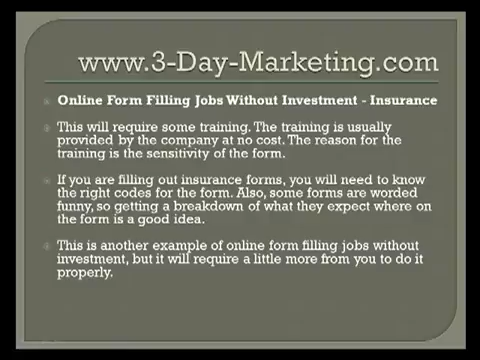 www.3-Day-Marketing.com
Online Form Filling Jobs Without Investment - Insurance
This will require some training. The training is usually
provided by the company at no cost. The reason for the
training is the sensitivity of the form.
If you are filling out insurance forms, you will need to know
the right codes for the form. Also, some forms are worded
funny, so getting a breakdown of what they expect where on
the form is a good idea.
This is another example of online form filling jobs without
investment, but it will require a little more from you to do it
properly.